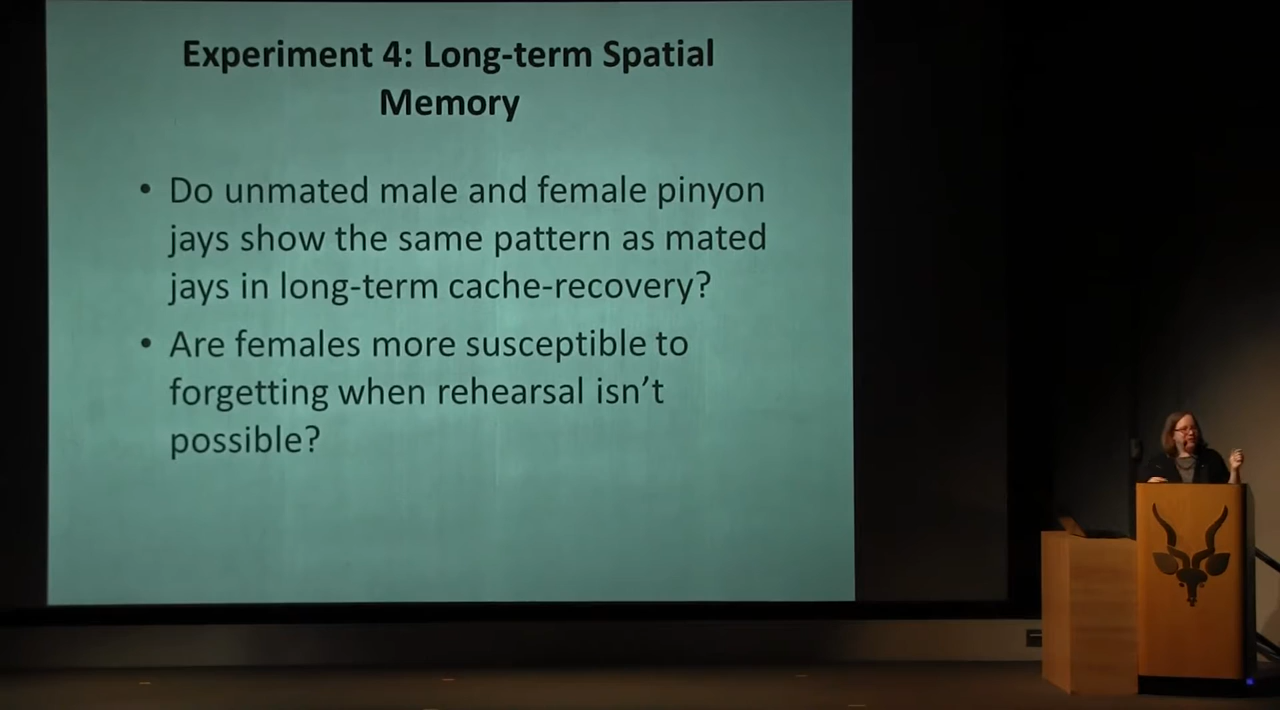 Experiment 4: Long-term Spatial
Memory
• Do unmated male and female pinyon
jays show the same pattern as mated
jays in long-term cache-recovery?
• Are females more susceptible to
forgetting when rehearsal isn’t
possible?